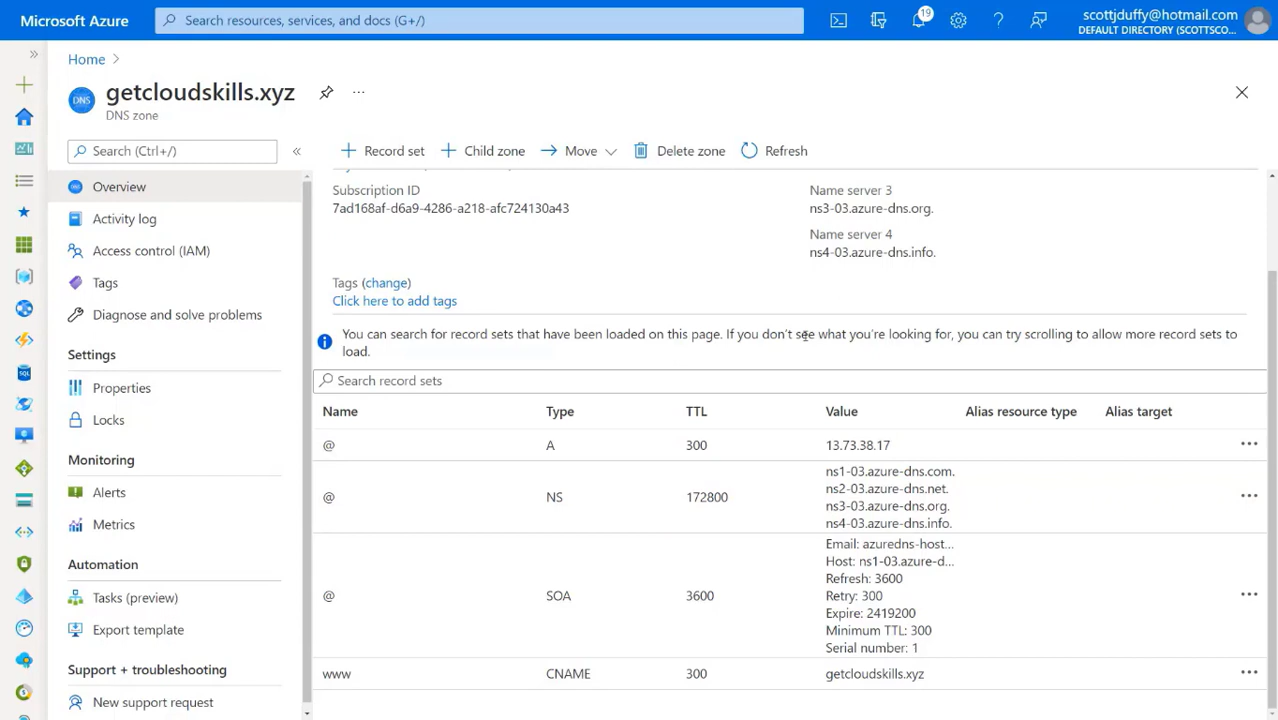 Microsoft Azure
Search resources, services, and docs (G+/)
19
scottjduffy@hotmail.com
DEFAULT DIRECTORY (SCOTTSCO...
Home
DNS
getcloudskills.xyz
...
DNS zone
Search (Ctrl+/)
Record set
Child zone
Move
Delete zone
Refresh
Overview
Activity log
Access control (IAM)
Tags
Diagnose and solve problems
Settings
Properties
Locks
Monitoring
Alerts
Metrics
Automation
Tasks (preview)
Export template
Support + troubleshooting
New support request
Subscription ID
7ad168af-d6a9-4286-a218-afc724130a43
Name server 3
ns3-03.azure-dns.org.
Name server 4
ns4-03.azure-dns.info.
Tags (change)
Click here to add tags
You can search for record sets that have been loaded on this page. If you don't see what you're looking for, you can try scrolling to allow more record sets to
load.
Search record sets
Name Type TTL Value Alias resource type Alias target
@ A 300 13.73.38.17
@ NS 172800
ns1-03.azure-dns.com.
ns2-03.azure-dns.net.
ns3-03.azure-dns.org.
ns4-03.azure-dns.info.
@ SOA 3600
Email: azuredns-host...
Host: ns1-03.azure-d...
Refresh: 3600
Retry: 300
Expire: 2419200
Minimum TTL: 300
Serial number: 1
www CNAME 300 getcloudskills.xyz